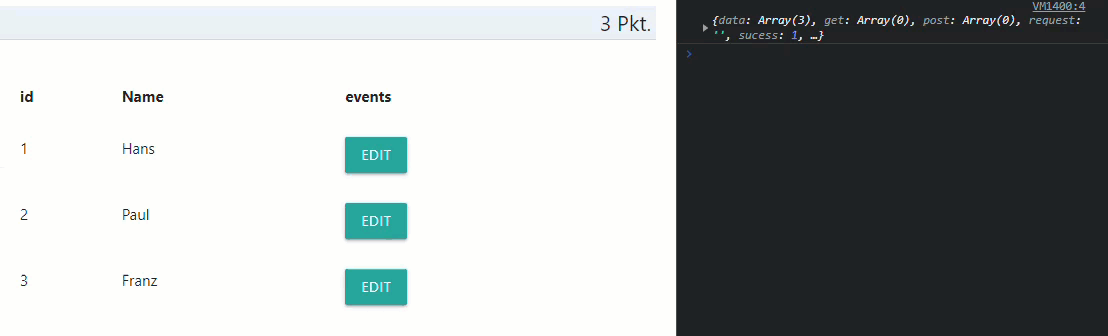 3 Pkt.
id Name events
1 Hans EDIT
2 Paul EDIT
3 Franz EDIT
VM1400:4
{data: Array(3), get: Array(0), post: Array(0), request:
'', sucess: 1, …}